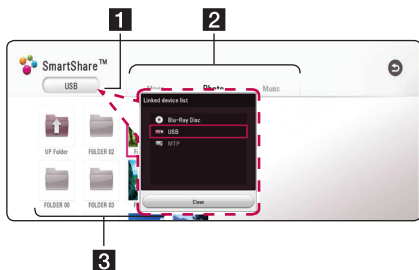 1
2
SmartShare™
USB
Movie
Photo
Music
Linked device list
Blu-Ray Disc
USB
MTP
UP Folder
FOLDER 02
FOLDER 00
FOLDER 03
Close
3